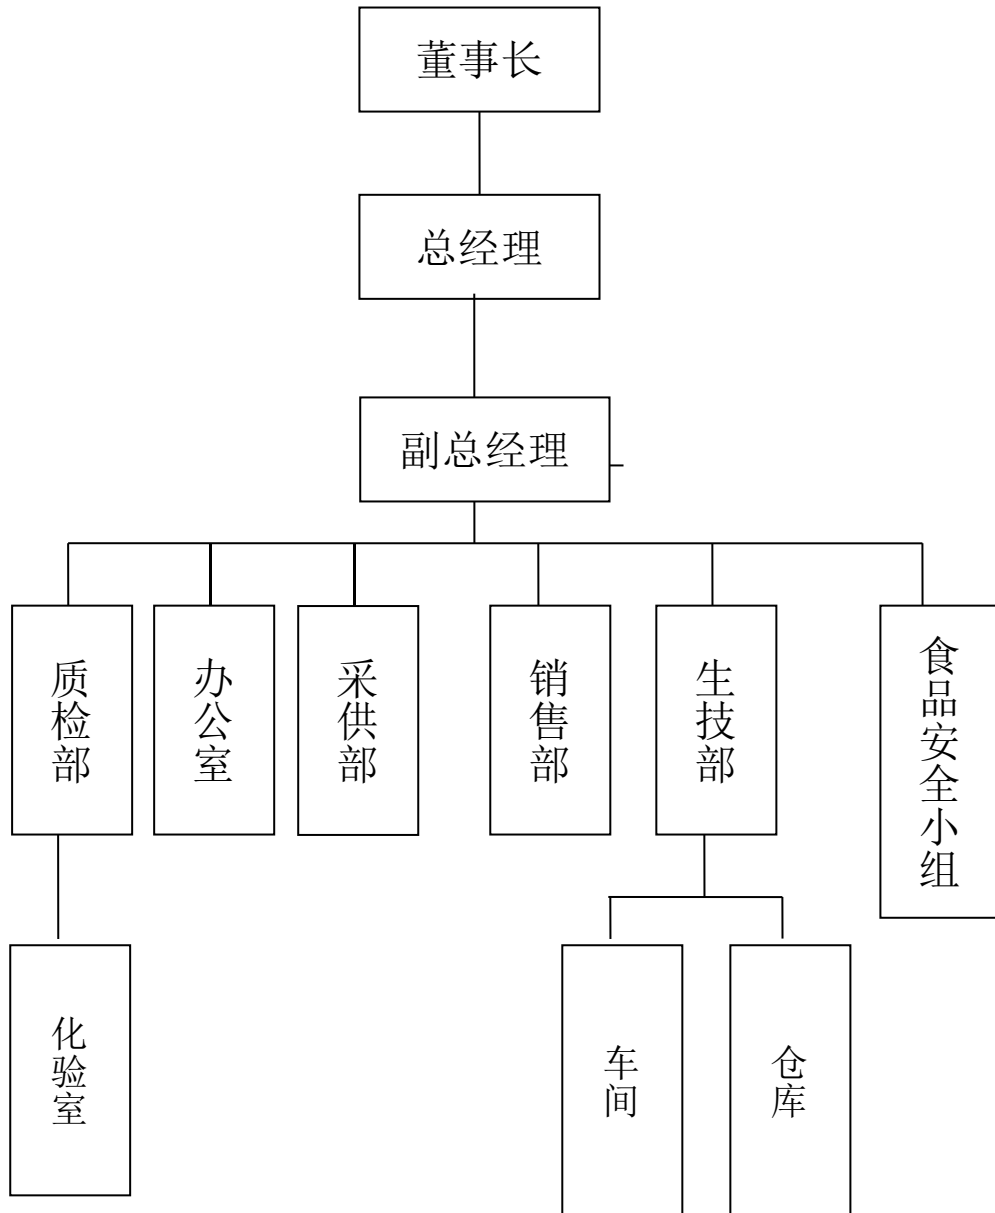 董事长
总经理
副总经理
质检部
办公室
采供部
销售部
生技部
食品安全小组
化验室
车间
仓库